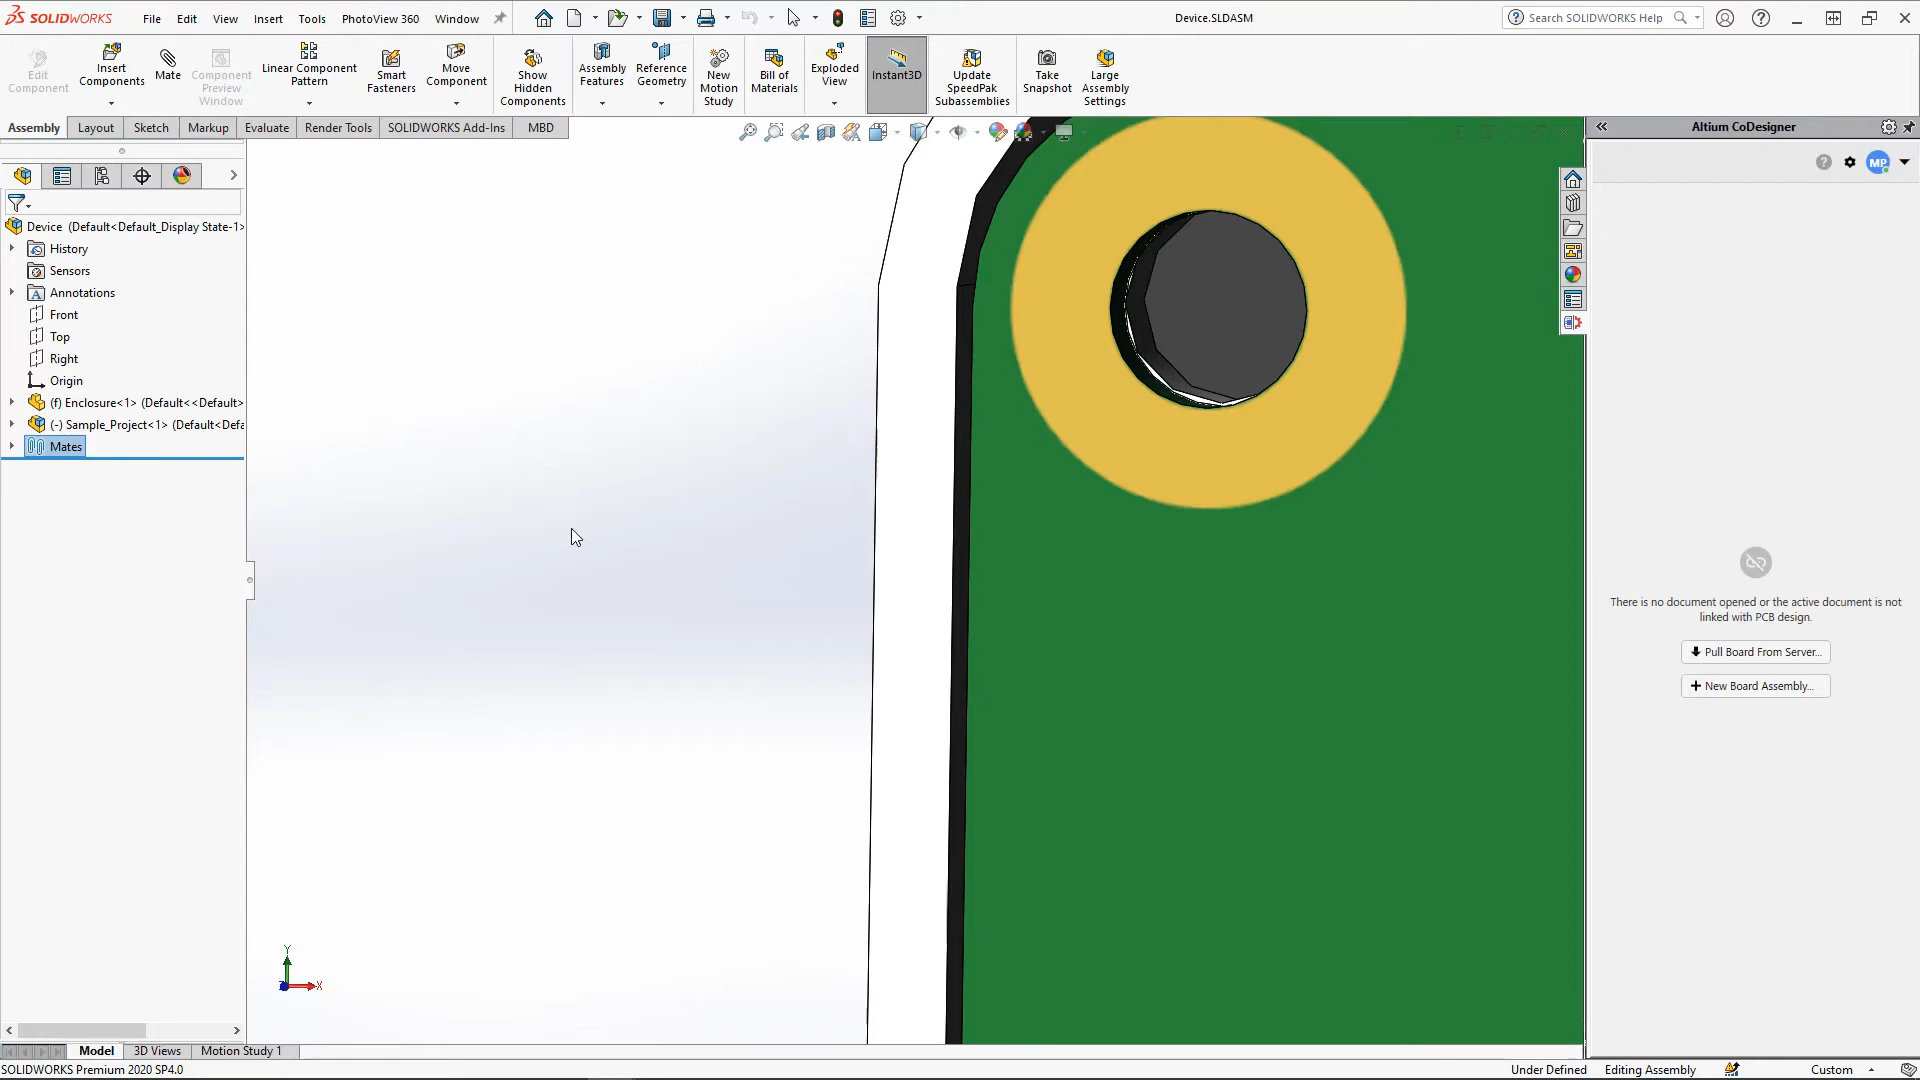 SOLIDWORKS File Edit View Insert Tools PhotoView 360 Window Device.SLDASM Search SOLIDWORKS Help
Edit Component
Insert Components
Mate
Component Preview Window
Linear Component Pattern
Smart Fasteners
Move Component
Show Hidden Components
Assembly Features
Reference Geometry
New Motion Study
Bill of Materials
Exploded View
Instant3D
Update SpeedPak Subassemblies
Take Snapshot
Large Assembly Settings
Assembly Layout Sketch Markup Evaluate Render Tools SOLIDWORKS Add-Ins MBD
Altium CoDesigner
MP
Device (Default<Default_Display State-1>
History
Sensors
Annotations
Front
Top
Right
Origin
(f) Enclosure<1> (Default<<Default>
(-) Sample_Project<1> (Default<Defa
Mates
There is no document opened or the active document is not
linked with PCB design.
Pull Board From Server...
New Board Assembly...
Y
X
Z
Model 3D Views Motion Study 1
SOLIDWORKS Premium 2020 SP4.0 Under Defined Editing Assembly Custom